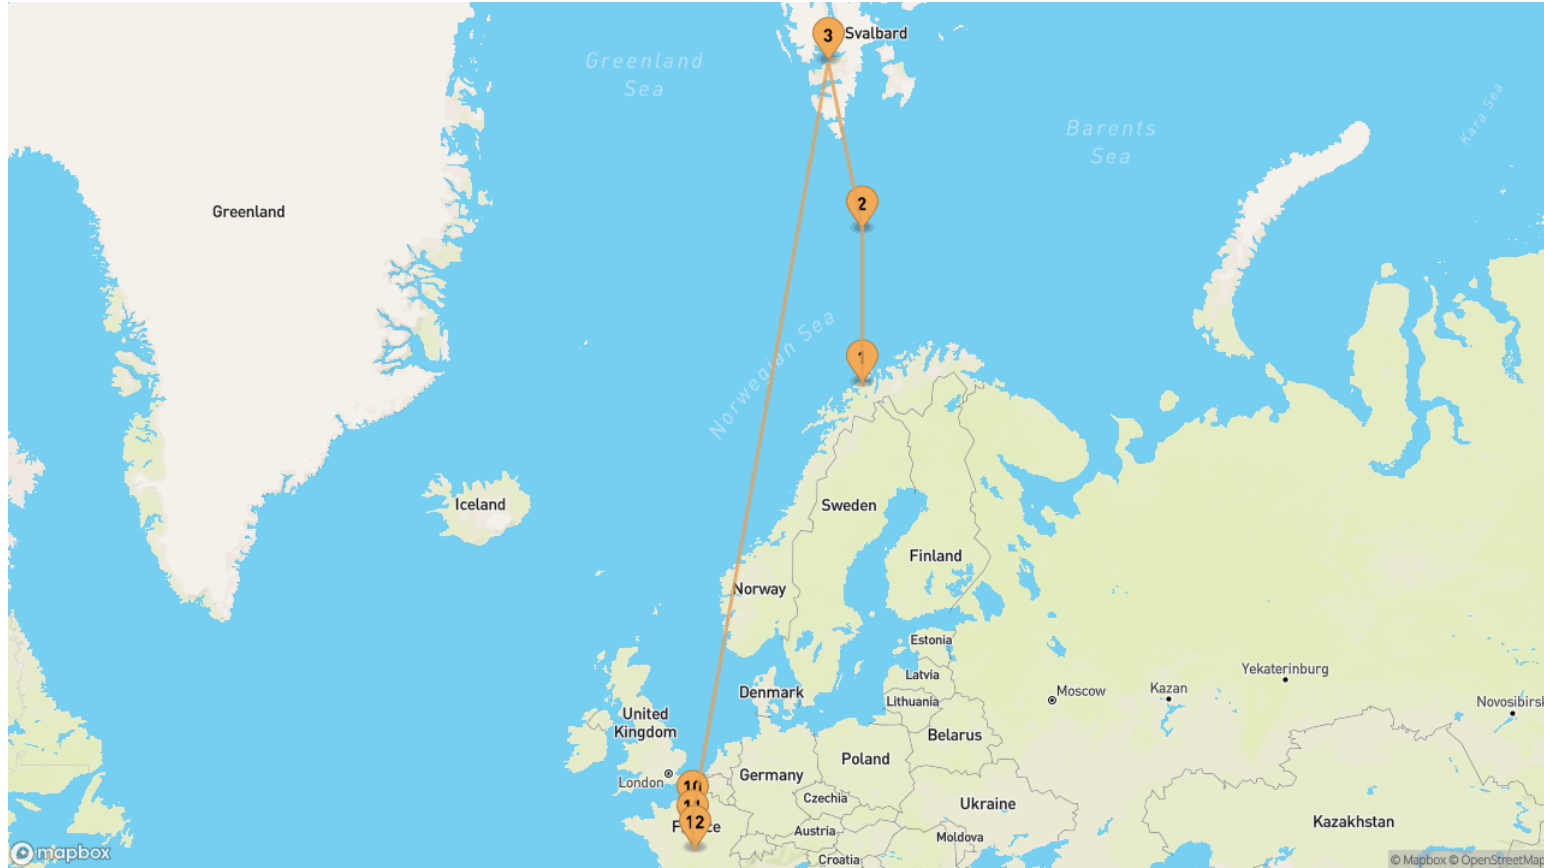 3
Svalbard
Greenland
Sea
Kara Sea
Barents
Sea
2
Greenland
Norwegian Sea
1
Iceland
Sweden
Finland
Norway
Estonia
Latvia
Yekaterinburg
Denmark
Moscow
Kazan
Lithuania
Novosibirsk
United
Kingdom
Belarus
Poland
Germany
London
10
Czechia
Ukraine
11
12
Kazakhstan
Austria
Moldova
Croatia
mapbox
© Mapbox © OpenStreetMap